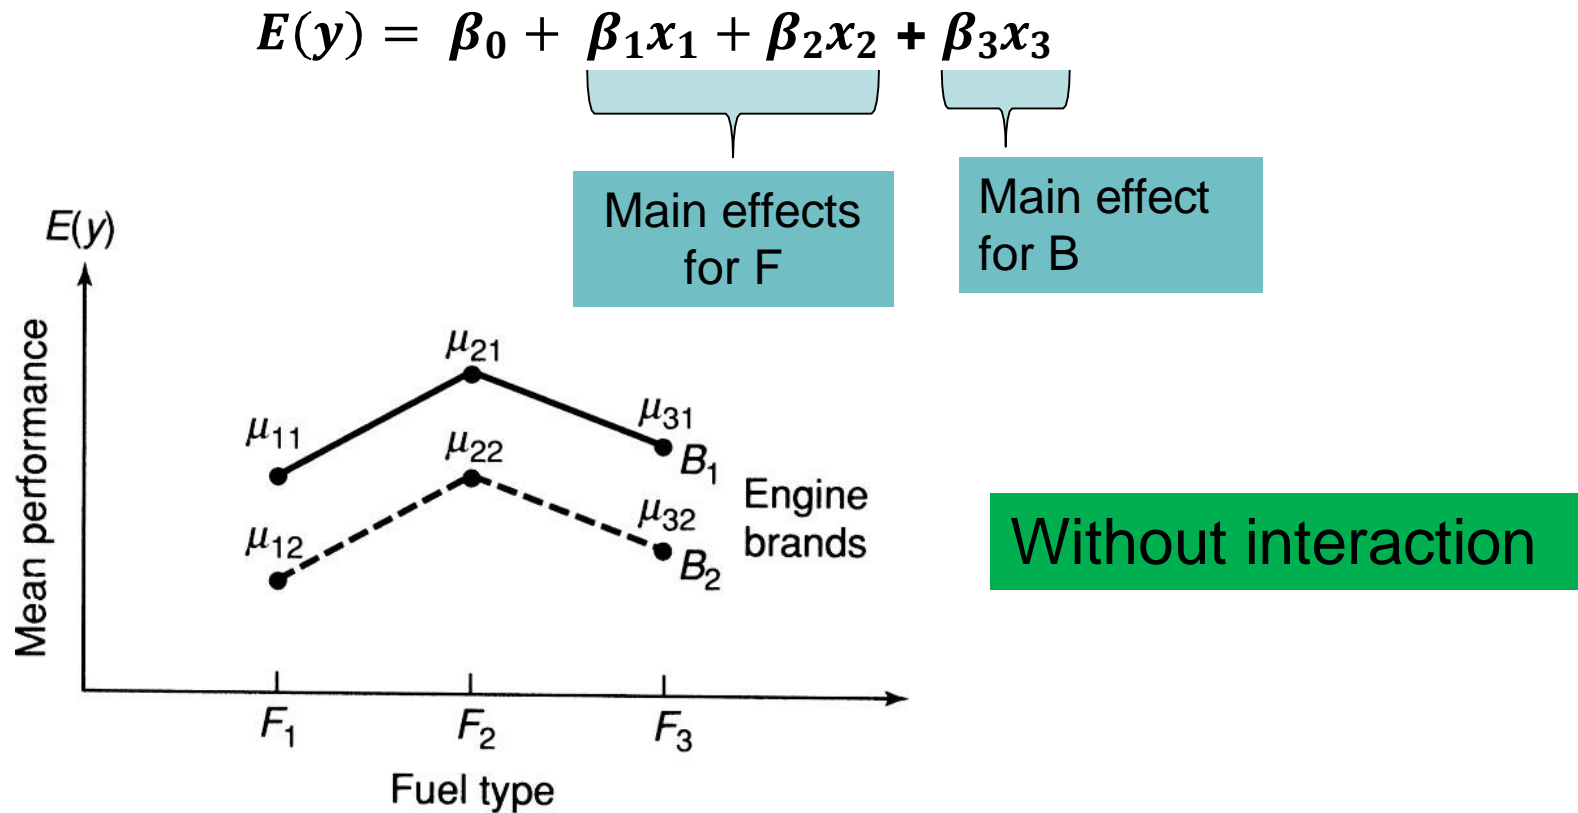 E(y) = β₀ + β₁x₁ + β₂x₂ + β₃x₃
Main effects
for F
Main effect
for B
E(y)
Mean performance
μ₂₁
μ₁₁
μ₃₁
μ₂₂
B₁
μ₁₂
μ₃₂
B₂
Engine
brands
Without interaction
F₁
F₂
F₃
Fuel type